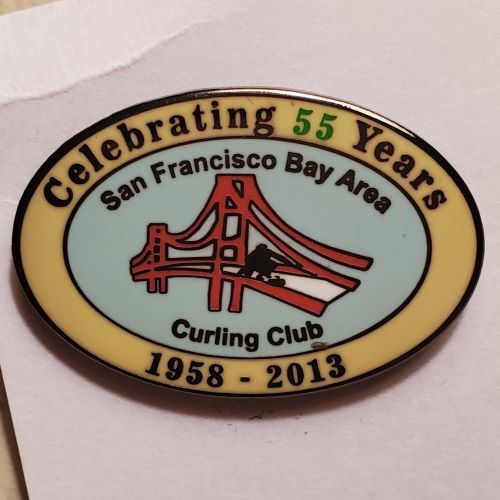 Celebrating 55 Years
San Francisco Bay Area
Curling Club
1958 - 2013